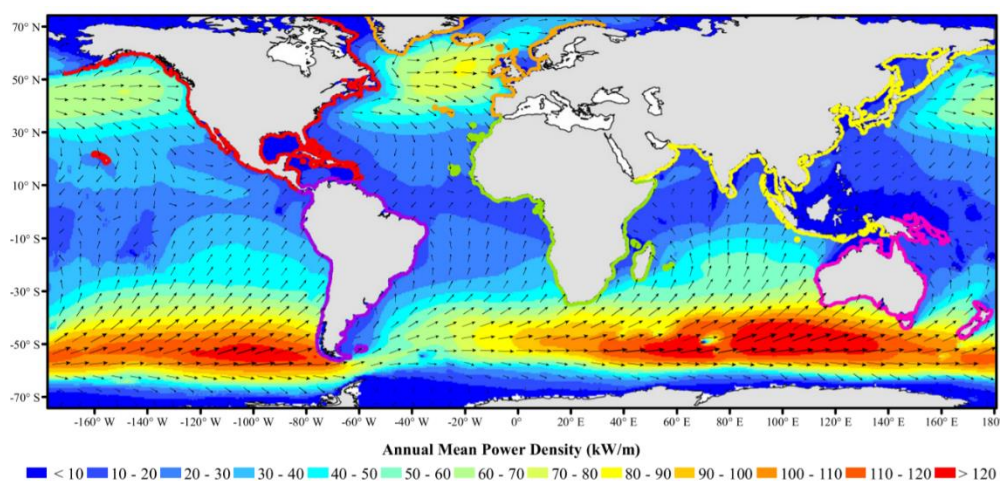 70° N
50° N
30° N
10° N
-10° S
-30° S
-50° S
-70° S
-160° W -140° W -120° W -100° W -80° W -60° W -40° W -20° W 0° 20° E 40° E 60° E 80° E 100° E 120° E 140° E 160° E 180
Annual Mean Power Density (kW/m)
< 10 10 - 20 20 - 30 30 - 40 40 - 50 50 - 60 60 - 70 70 - 80 80 - 90 90 - 100 100 - 110 110 - 120 > 120